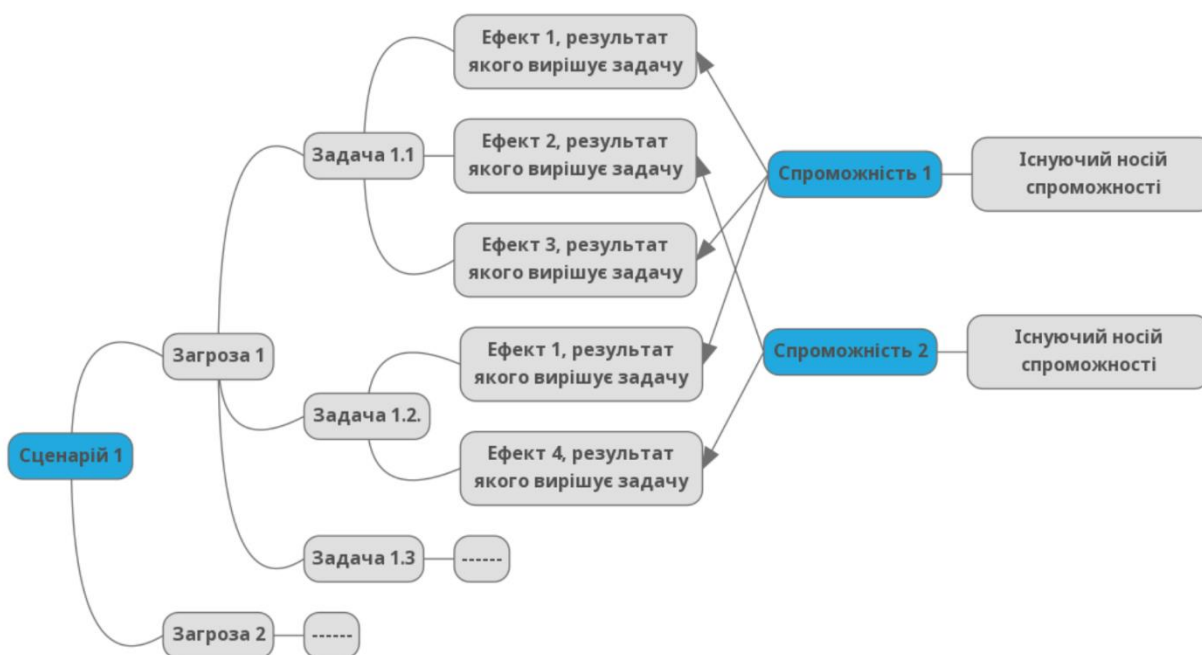 Ефект 1, результат
якого вирішує задачу
Задача 1.1
Ефект 2, результат
якого вирішує задачу
Спроможність 1
Існуючий носій
спроможності
Ефект 3, результат
якого вирішує задачу
Загроза 1
Ефект 1, результат
якого вирішує задачу
Спроможність 2
Існуючий носій
спроможності
Задача 1.2.
Сценарій 1
Ефект 4, результат
якого вирішує задачу
Задача 1.3
------
Загроза 2
------